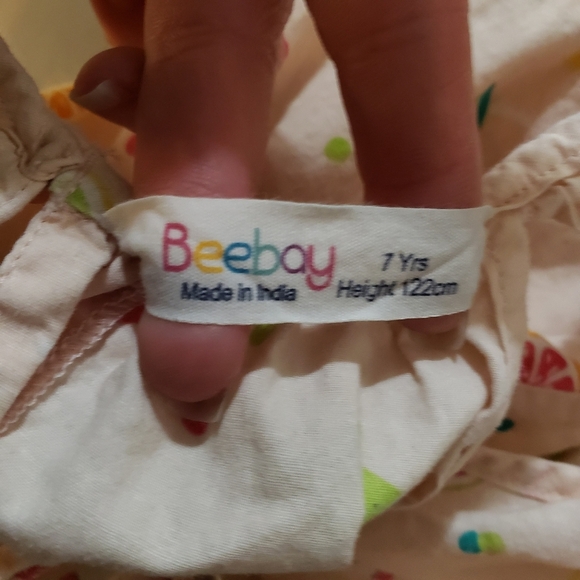 Beebay
Made in India
7 Yrs
Height 122cm